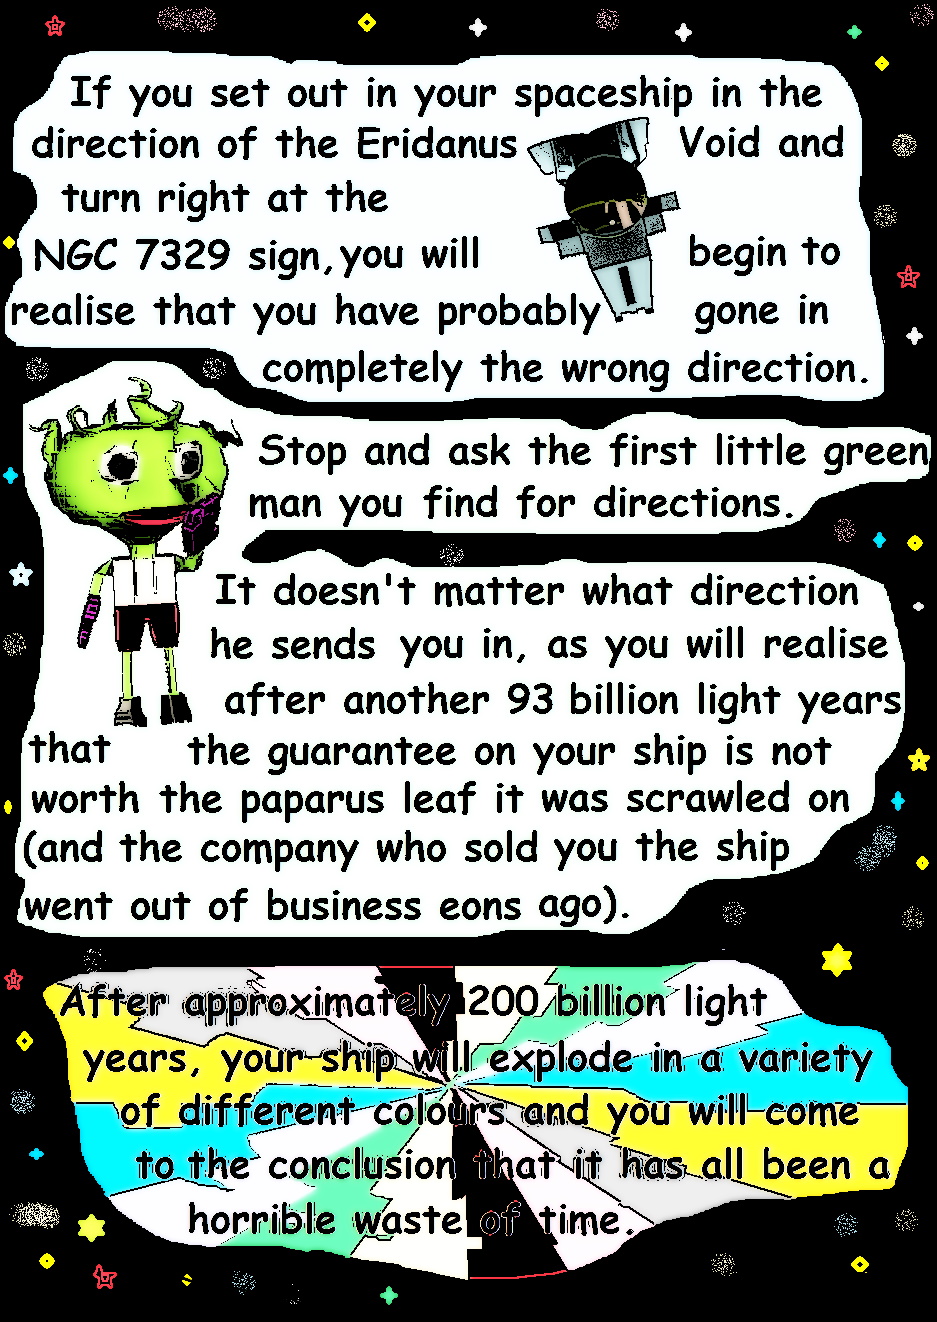 If you set out in your spaceship in the
direction of the Eridanus Void and
turn right at the
NGC 7329 sign, you will begin to
realise that you have probably gone in
completely the wrong direction.
Stop and ask the first little green
man you find for directions.
It doesn't matter what direction
he sends you in, as you will realise
after another 93 billion light years
that the guarantee on your ship is not
worth the paparus leaf it was scrawled on
(and the company who sold you the ship
went out of business eons ago).
After approximately 200 billion light
years, your ship will explode in a variety
of different colours and you will come
to the conclusion that it has all been a
horrible waste of time.